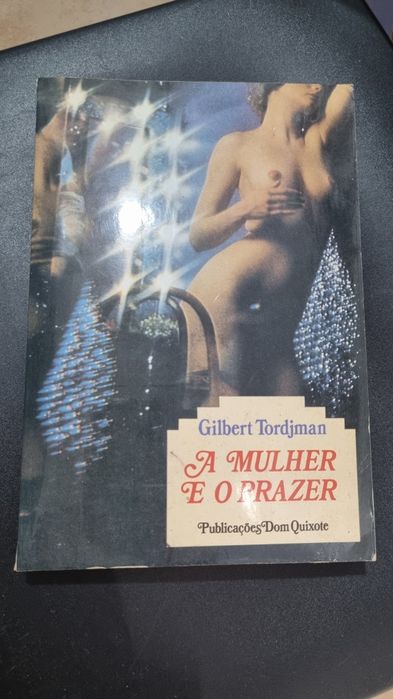 Gilbert Tordjman
A MULHER
E O PRAZER
Publicações Dom Quixote